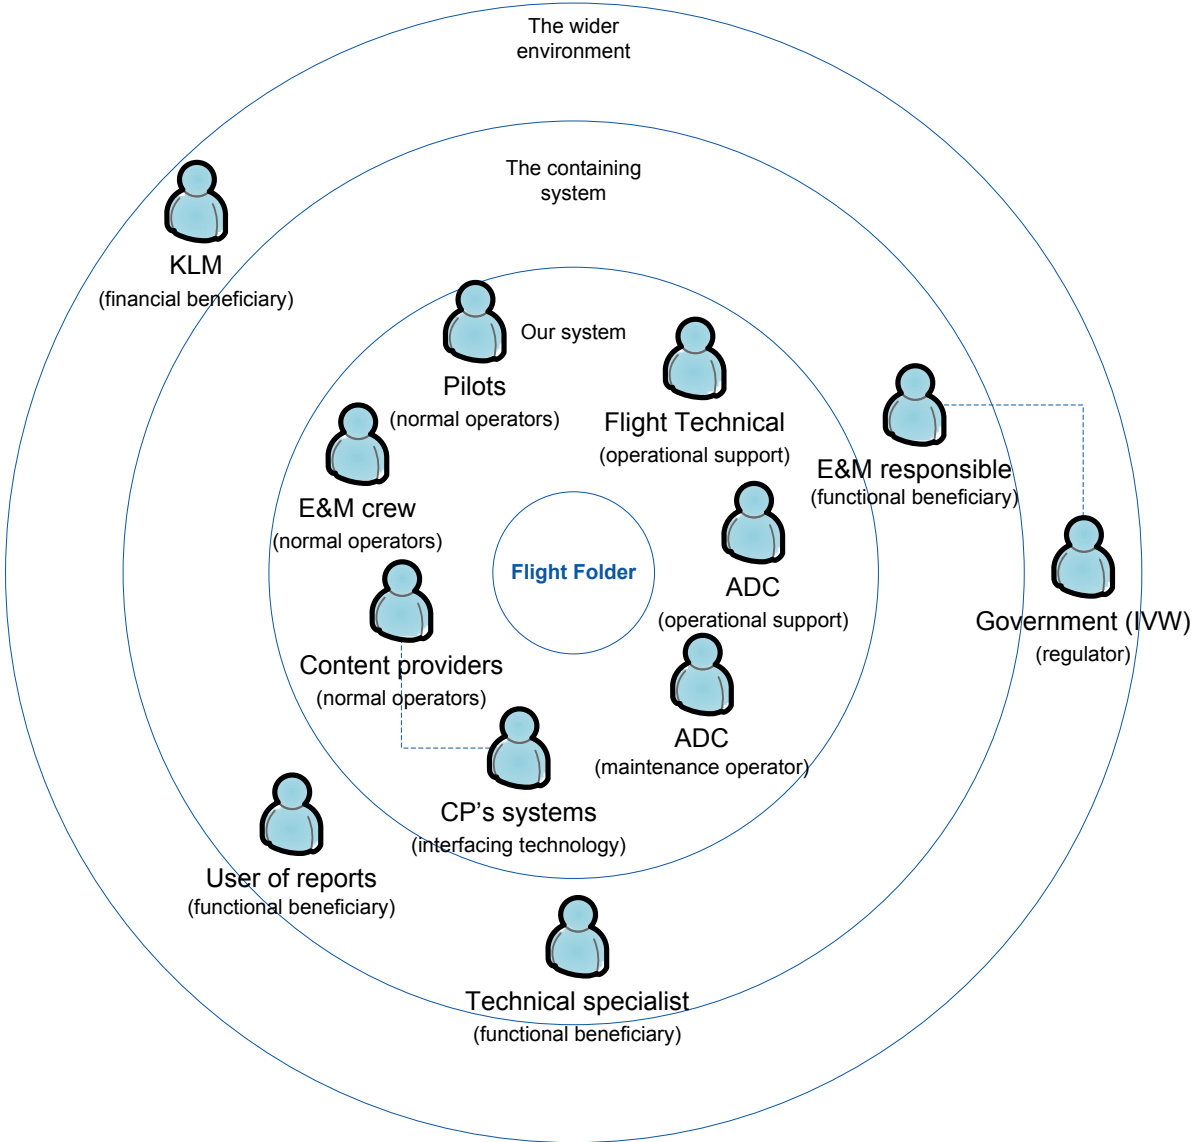 The wider
environment
The containing
system
KLM
(financial beneficiary)
Our system
Pilots
(normal operators)
Flight Technical
(operational support)
E&M responsible
(functional beneficiary)
E&M crew
(normal operators)
Flight Folder
ADC
(operational support)
Government (IVW)
(regulator)
Content providers
(normal operators)
ADC
(maintenance operator)
CP's systems
(interfacing technology)
User of reports
(functional beneficiary)
Technical specialist
(functional beneficiary)